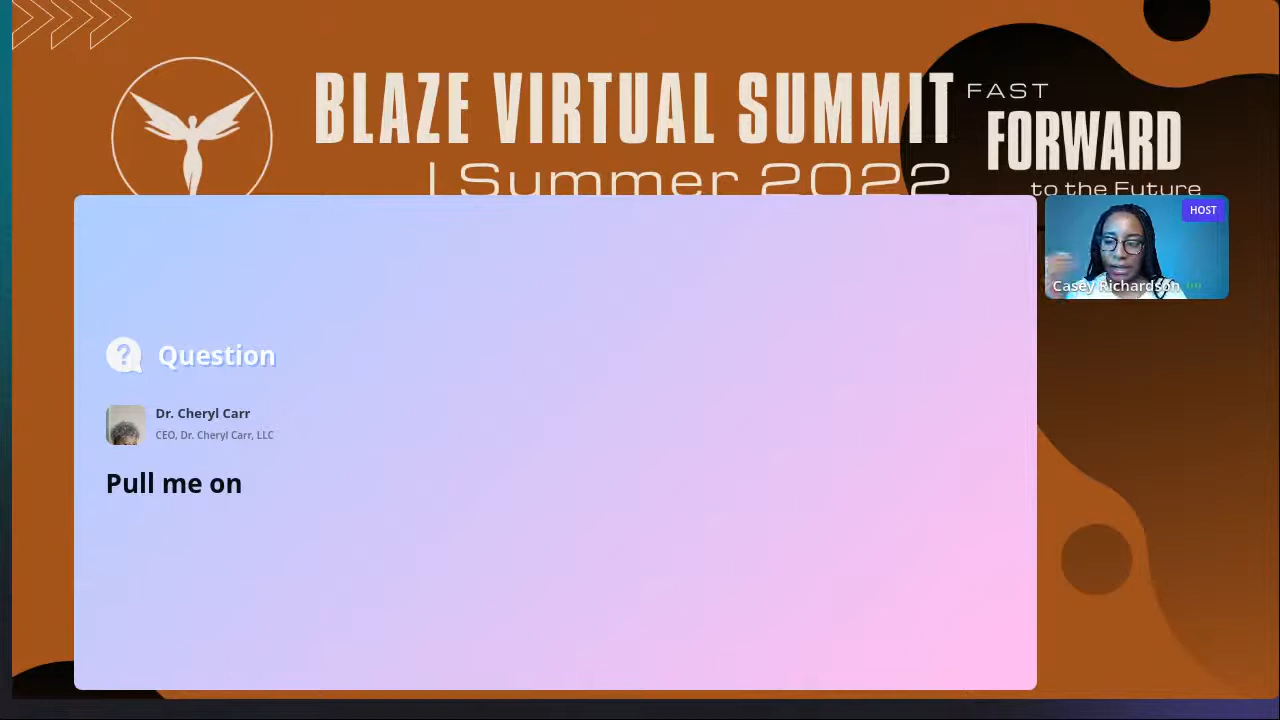 BLAZE VIRTUAL SUMMIT
| Summer 2022
FAST
FORWARD
to the Future
HOST
Casey Richardson
? Question
Dr. Cheryl Carr
CEO, Dr. Cheryl Carr, LLC
Pull me on